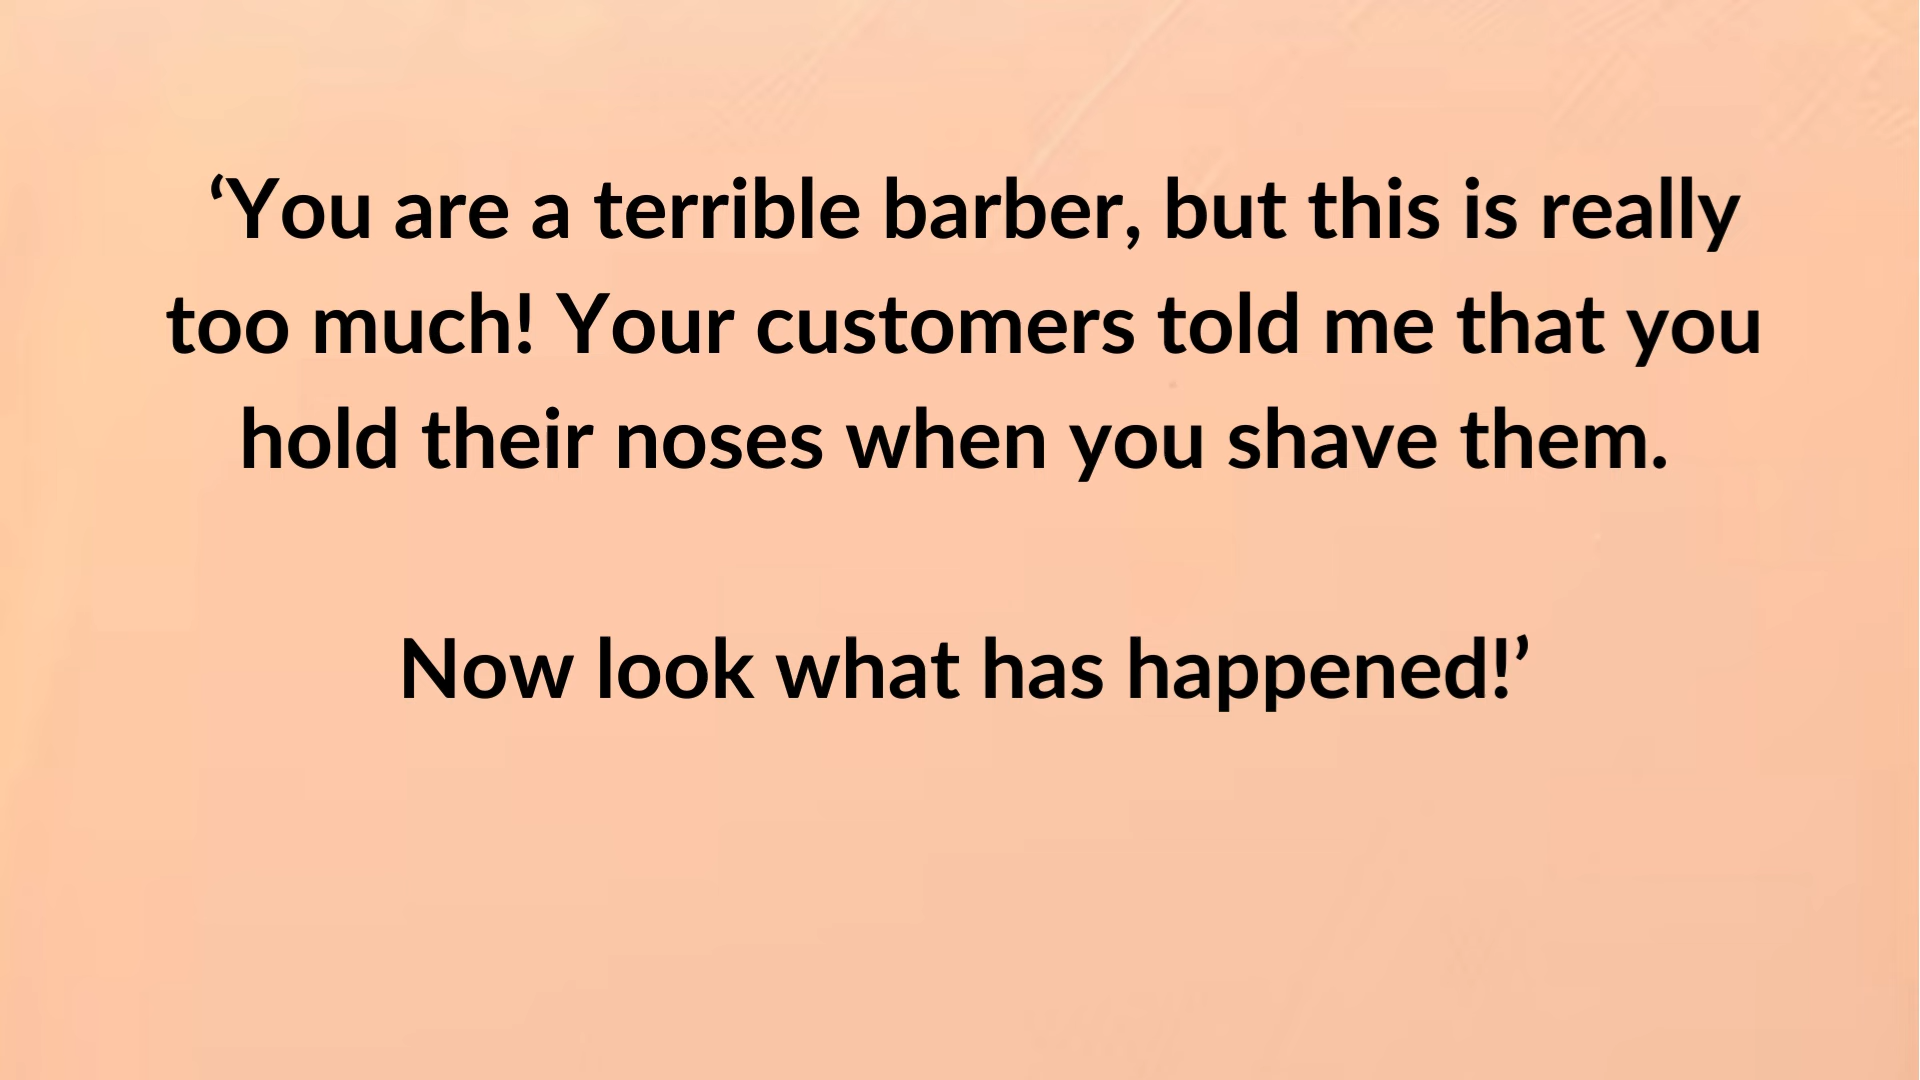 ‘You are a terrible barber, but this is really
too much! Your customers told me that you
hold their noses when you shave them.
Now look what has happened!’